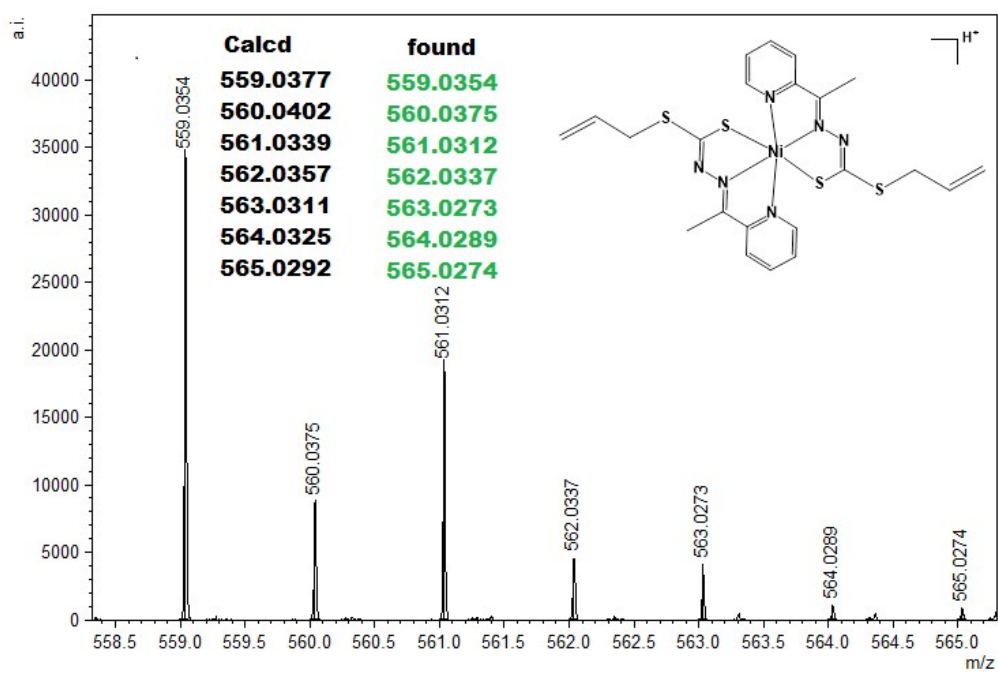 a.i.
Calcd found
559.0377 559.0354
560.0402 560.0375
561.0339 561.0312
562.0357 562.0337
563.0311 563.0273
564.0325 564.0289
565.0292 565.0274
H+
N
N
N
S
S
Ni
N
N
S
S
N
40000
35000
30000
25000
20000
15000
10000
5000
0
559.0354
560.0375
561.0312
562.0337
563.0273
564.0289
565.0274
558.5 559.0 559.5 560.0 560.5 561.0 561.5 562.0 562.5 563.0 563.5 564.0 564.5 565.0
m/z